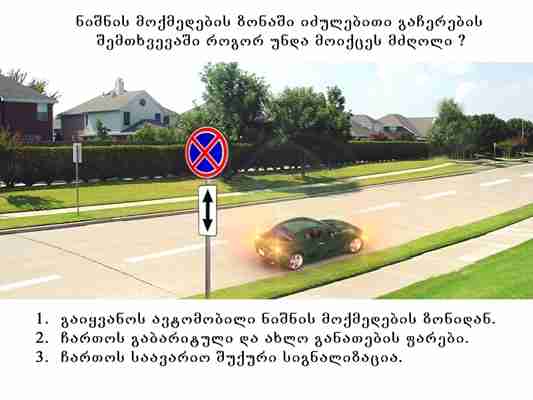 ნიშნის მოქმედების ზონაში იძულებითი გაჩერების
შემთხვევაში როგორ უნდა მოიქცეს მძღოლი ?
1. გაიყვანოს ავტომობილი ნიშნის მოქმედების ზონიდან.
2. ჩართოს გაბარიტული და ახლო განათების ფარები.
3. ჩართოს საავარიო შუქური სიგნალიზაცია.